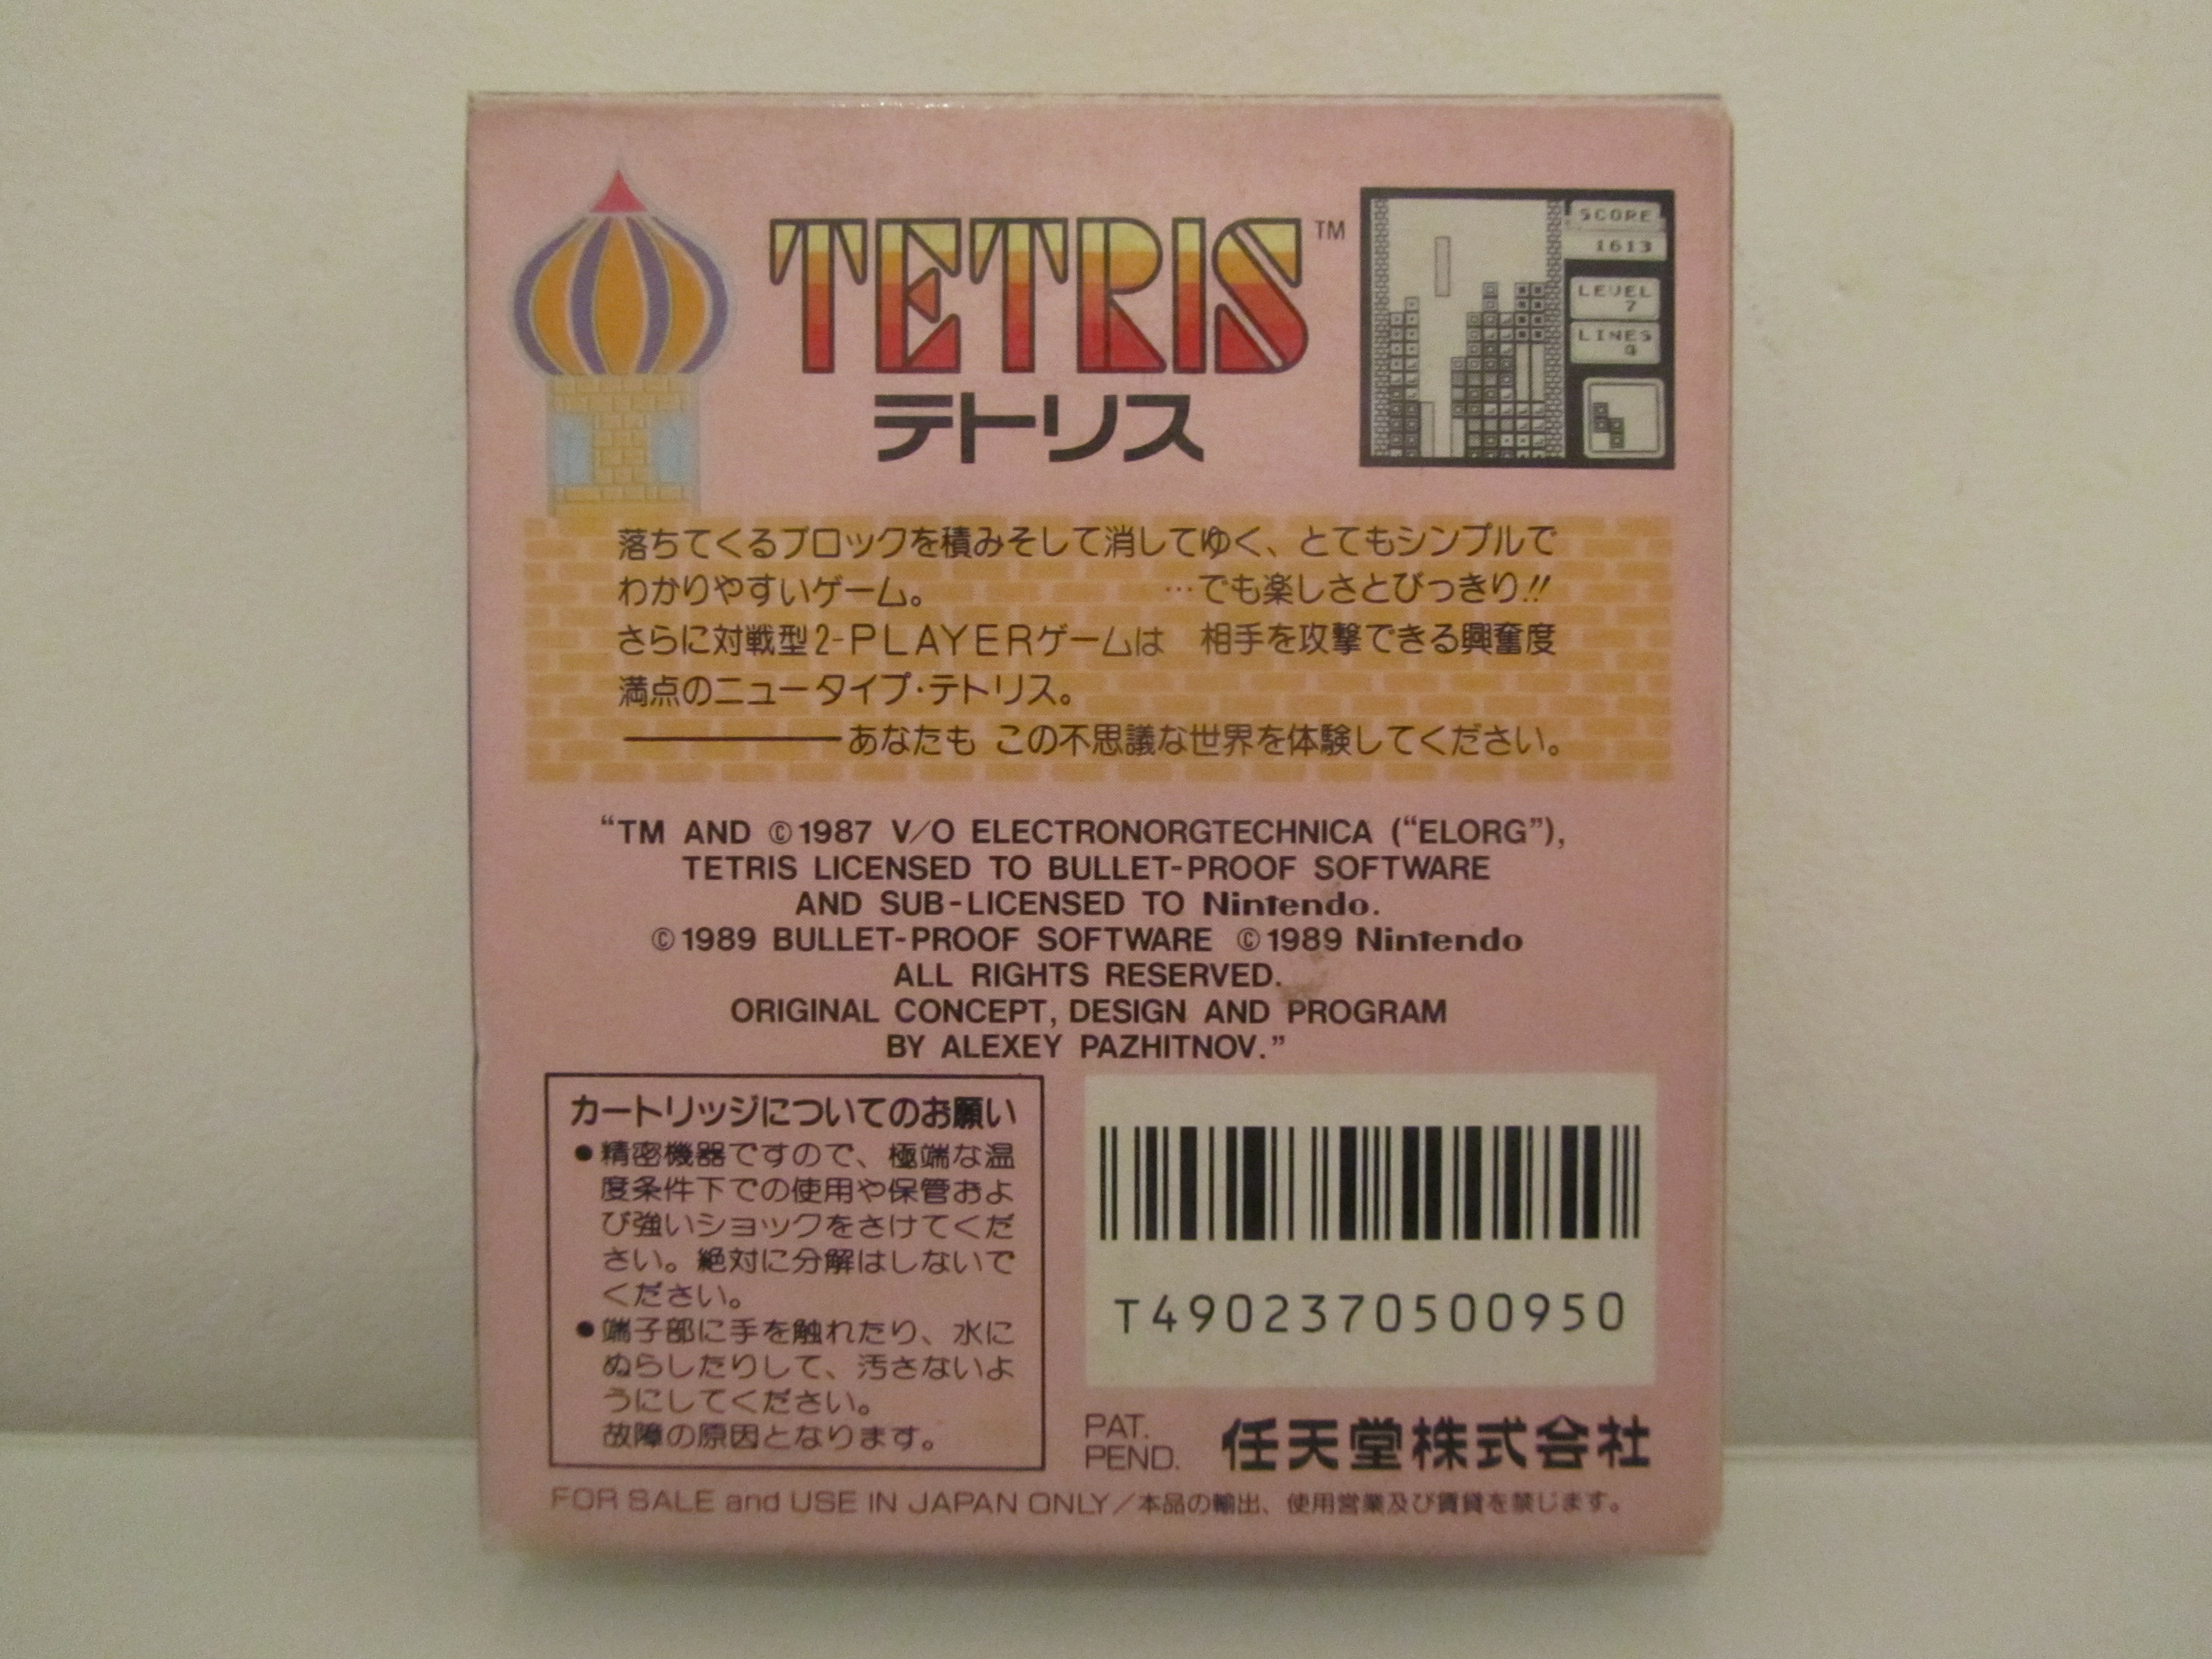 TETRIS™
テトリス
SCORE
1613
LEVEL
7
LINES
落ちてくるブロックを積みそして消してゆく、とてもシンプルで
わかりやすいゲーム。 …でも楽しさとびっきり!!
さらに対戦型2-PLAYERゲームは 相手を攻撃できる興奮度
満点のニュータイプ・テトリス。
————あなたも この不思議な世界を体験してください。
“TM AND ©1987 V/O ELECTRONORGTECHNICA (“ELORG”),
TETRIS LICENSED TO BULLET-PROOF SOFTWARE
AND SUB-LICENSED TO Nintendo.
©1989 BULLET-PROOF SOFTWARE ©1989 Nintendo
ALL RIGHTS RESERVED.
ORIGINAL CONCEPT, DESIGN AND PROGRAM
BY ALEXEY PAZHITNOV.”
カートリッジについてのお願い
●精密機器ですので、極端な温
度条件下での使用や保管およ
び強いショックをさけてくだ
さい。絶対に分解はしないで
ください。
●端子部に手を触れたり、水に
ぬらしたりして、汚さないよ
うにしてください。
故障の原因となります。
T4902370500950
PAT.
PEND.
任天堂株式会社
FOR SALE and USE IN JAPAN ONLY/本品の輸出、使用営業及び賃貸を禁じます。